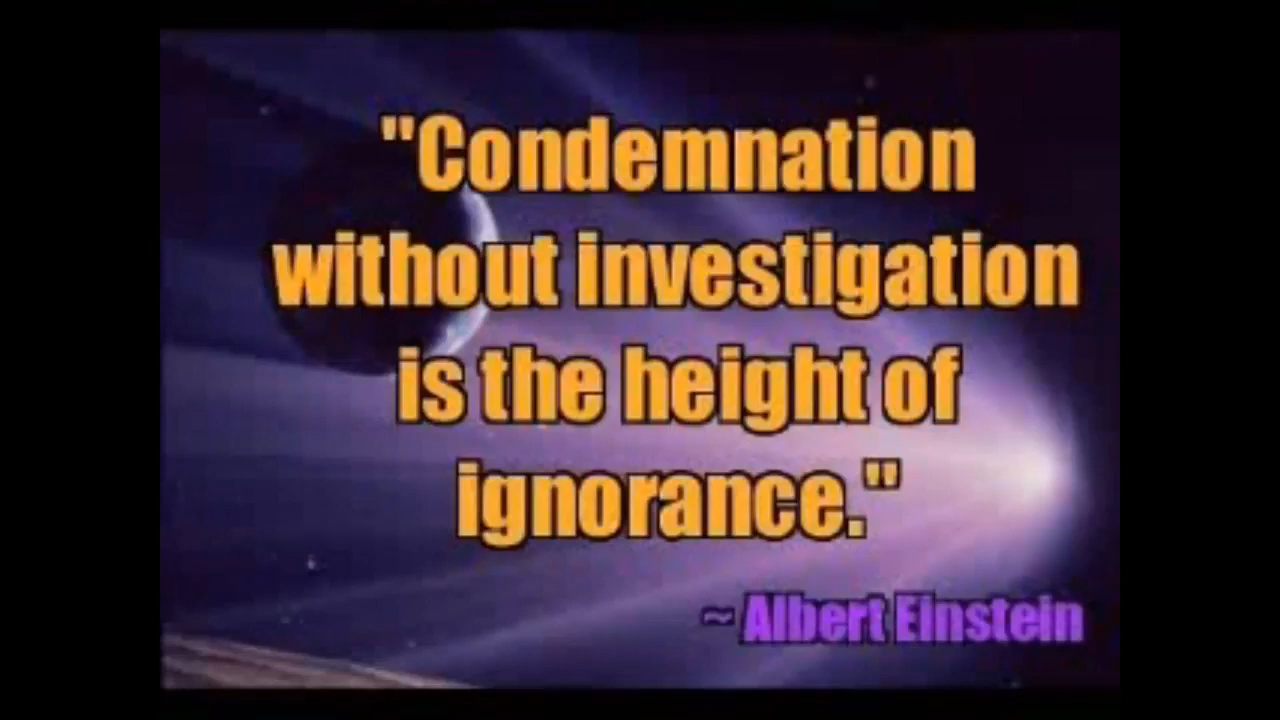 "Condemnation
without investigation
is the height of
ignorance."
~ Albert Einstein